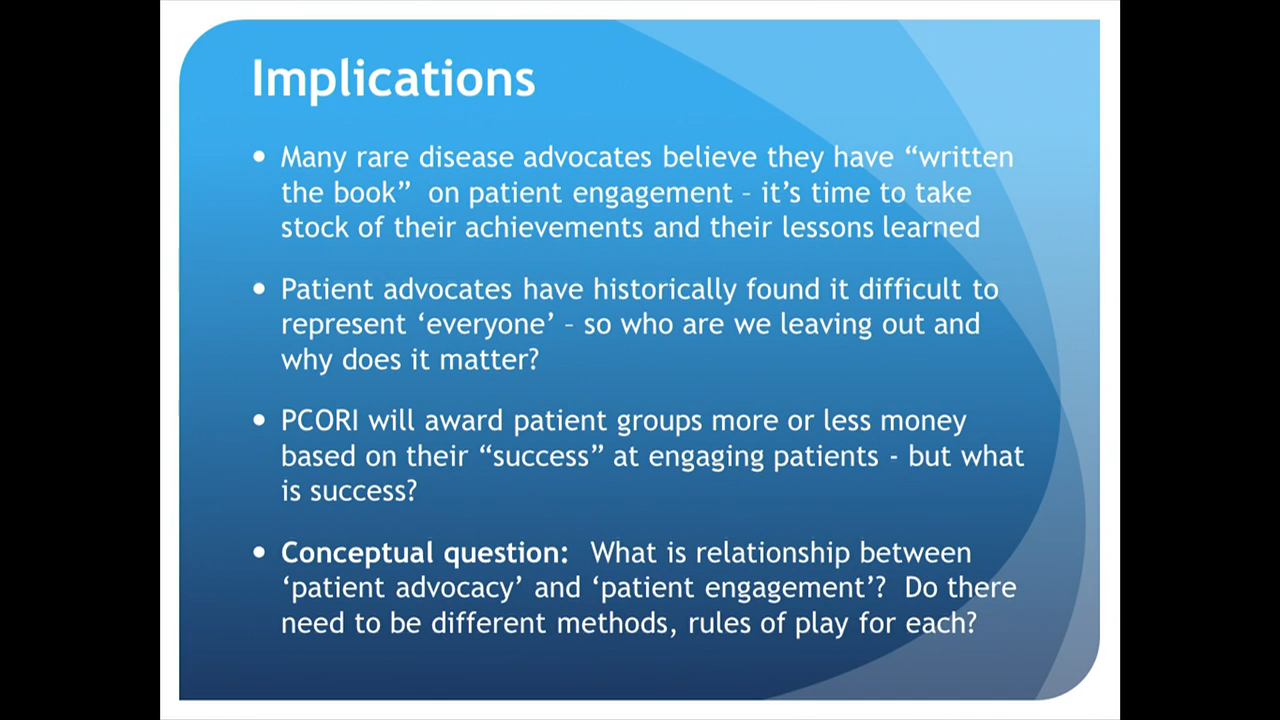 Implications
• Many rare disease advocates believe they have “written
the book”  on patient engagement – it’s time to take
stock of their achievements and their lessons learned
• Patient advocates have historically found it difficult to
represent ‘everyone’ – so who are we leaving out and
why does it matter?
• PCORI will award patient groups more or less money
based on their “success” at engaging patients - but what
is success?
• Conceptual question:  What is relationship between
‘patient advocacy’ and ‘patient engagement’?  Do there
need to be different methods, rules of play for each?